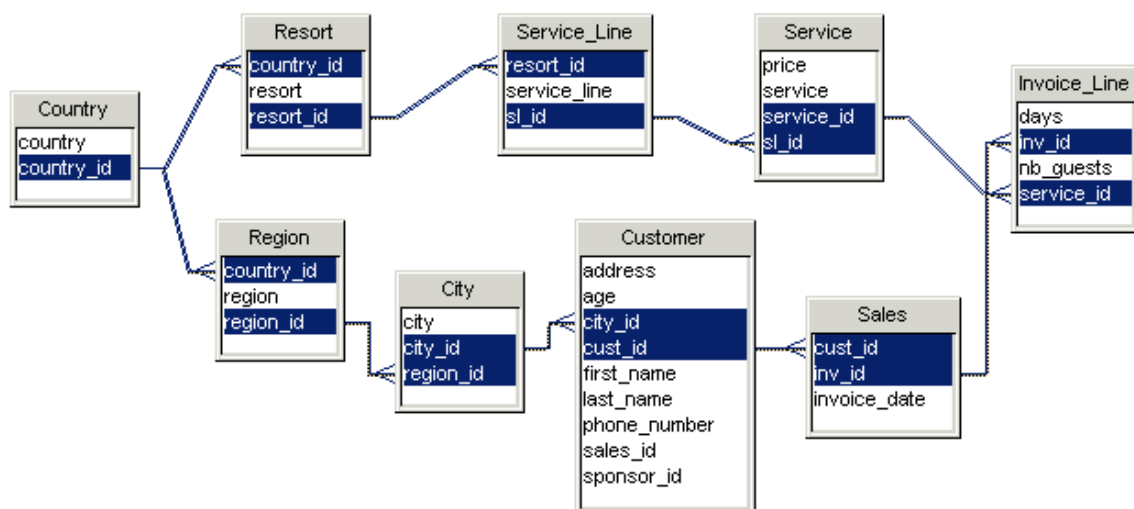 Resort
country_id
resort
resort_id
Service_Line
resort_id
service_line
sl_id
Service
price
service
service_id
sl_id
Invoice_Line
days
inv_id
nb_guests
service_id
Country
country
country_id
Region
country_id
region
region_id
City
city
city_id
region_id
Customer
address
age
city_id
cust_id
first_name
last_name
phone_number
sales_id
sponsor_id
Sales
cust_id
inv_id
invoice_date